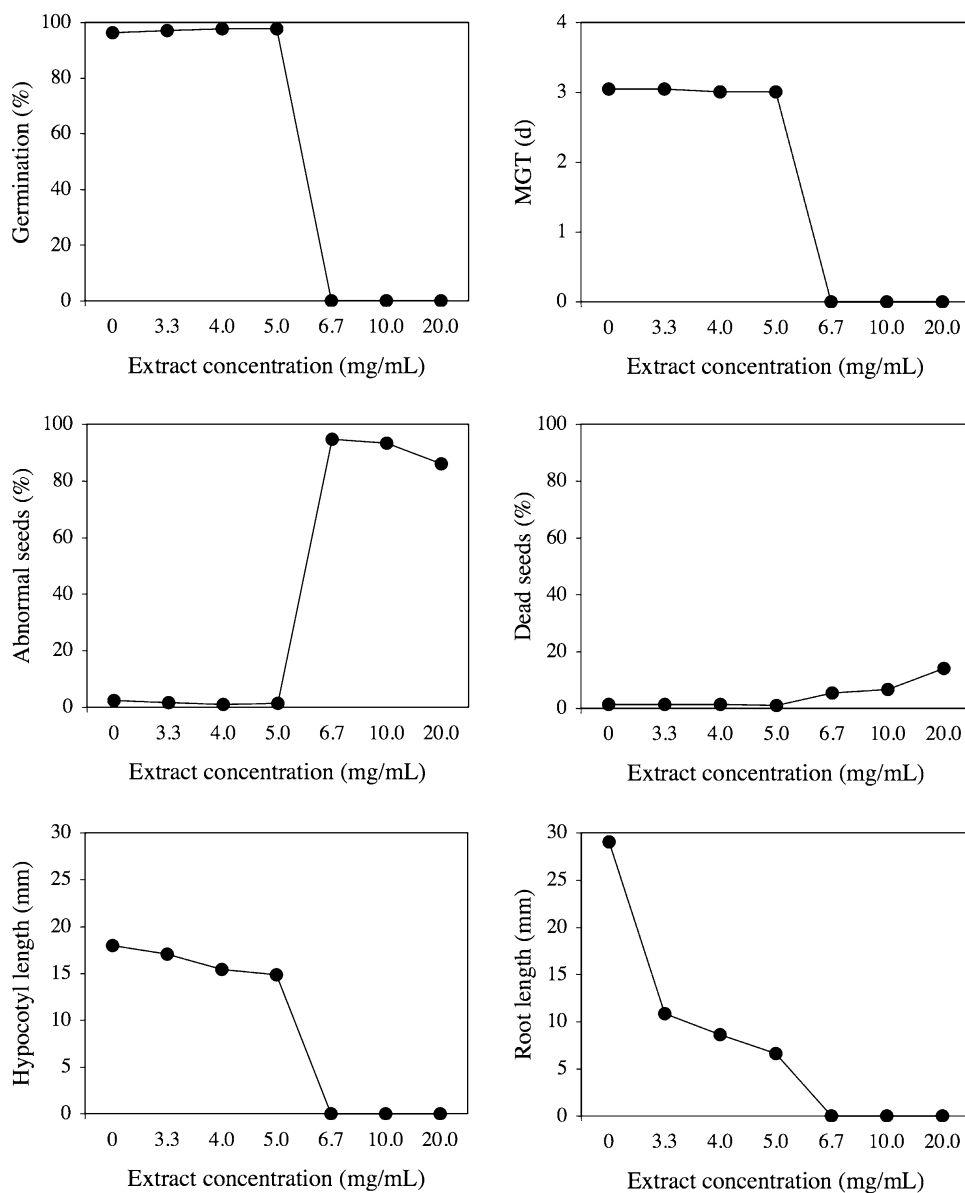 Germination (%)
100
80
60
40
20
0
0 3.3 4.0 5.0 6.7 10.0 20.0
Extract concentration (mg/mL)
MGT (d)
4
3
2
1
0
0 3.3 4.0 5.0 6.7 10.0 20.0
Extract concentration (mg/mL)
Abnormal seeds (%)
100
80
60
40
20
0
0 3.3 4.0 5.0 6.7 10.0 20.0
Extract concentration (mg/mL)
Dead seeds (%)
100
80
60
40
20
0
0 3.3 4.0 5.0 6.7 10.0 20.0
Extract concentration (mg/mL)
Hypocotyl length (mm)
30
25
20
15
10
5
0
0 3.3 4.0 5.0 6.7 10.0 20.0
Extract concentration (mg/mL)
Root length (mm)
30
25
20
15
10
5
0
0 3.3 4.0 5.0 6.7 10.0 20.0
Extract concentration (mg/mL)